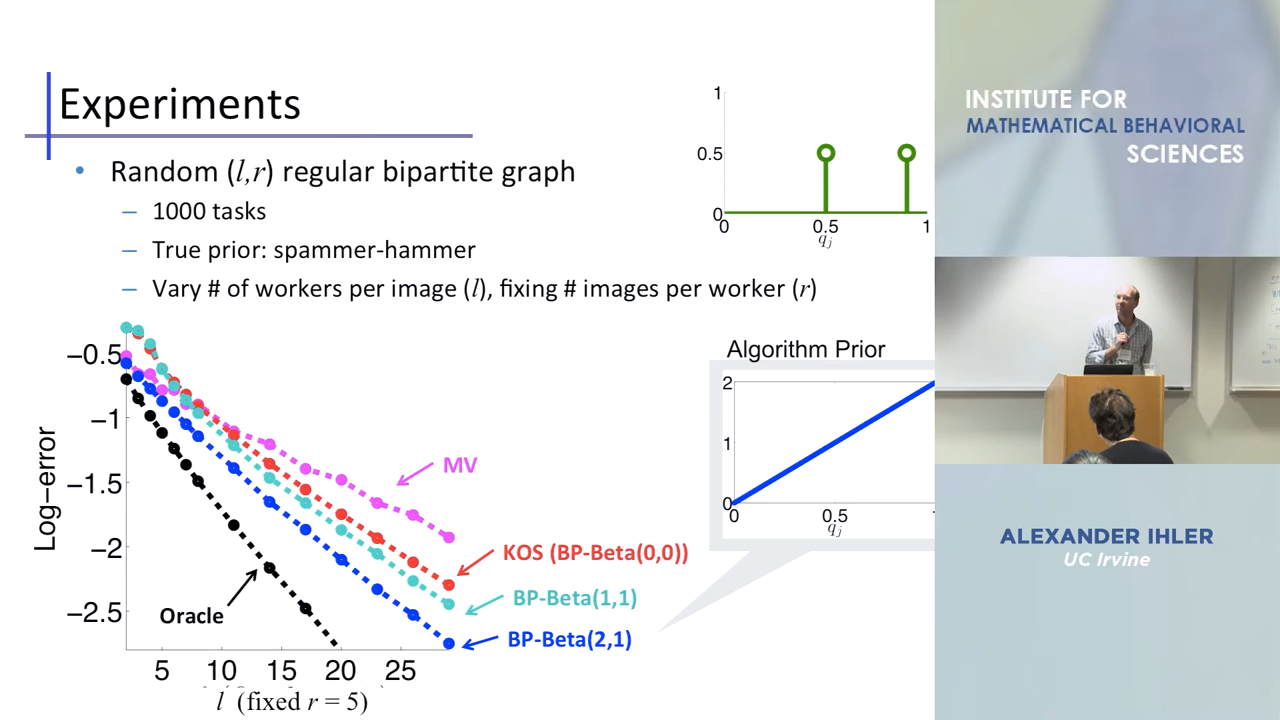 Experiments
• Random (l,r) regular bipartite graph
– 1000 tasks
– True prior: spammer-hammer
– Vary # of workers per image (l), fixing # images per worker (r)
1
0.5
0
0 0.5 1
qj
Log-error
−0.5
−1
−1.5
−2
−2.5
5 10 15 20 25
l (fixed r = 5)
MV
KOS (BP-Beta(0,0))
BP-Beta(1,1)
BP-Beta(2,1)
Oracle
Algorithm Prior
2
1
0
0 0.5
qj
INSTITUTE FOR
MATHEMATICAL BEHAVIORAL
SCIENCES
ALEXANDER IHLER
UC Irvine